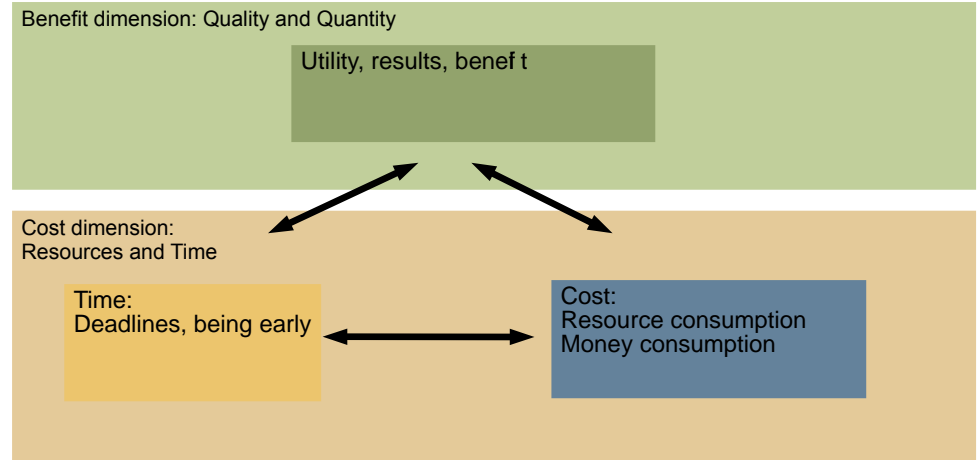 Benefit dimension: Quality and Quantity
Utility, results, benef t
Cost dimension:
Resources and Time
Time:
Deadlines, being early
Cost:
Resource consumption
Money consumption